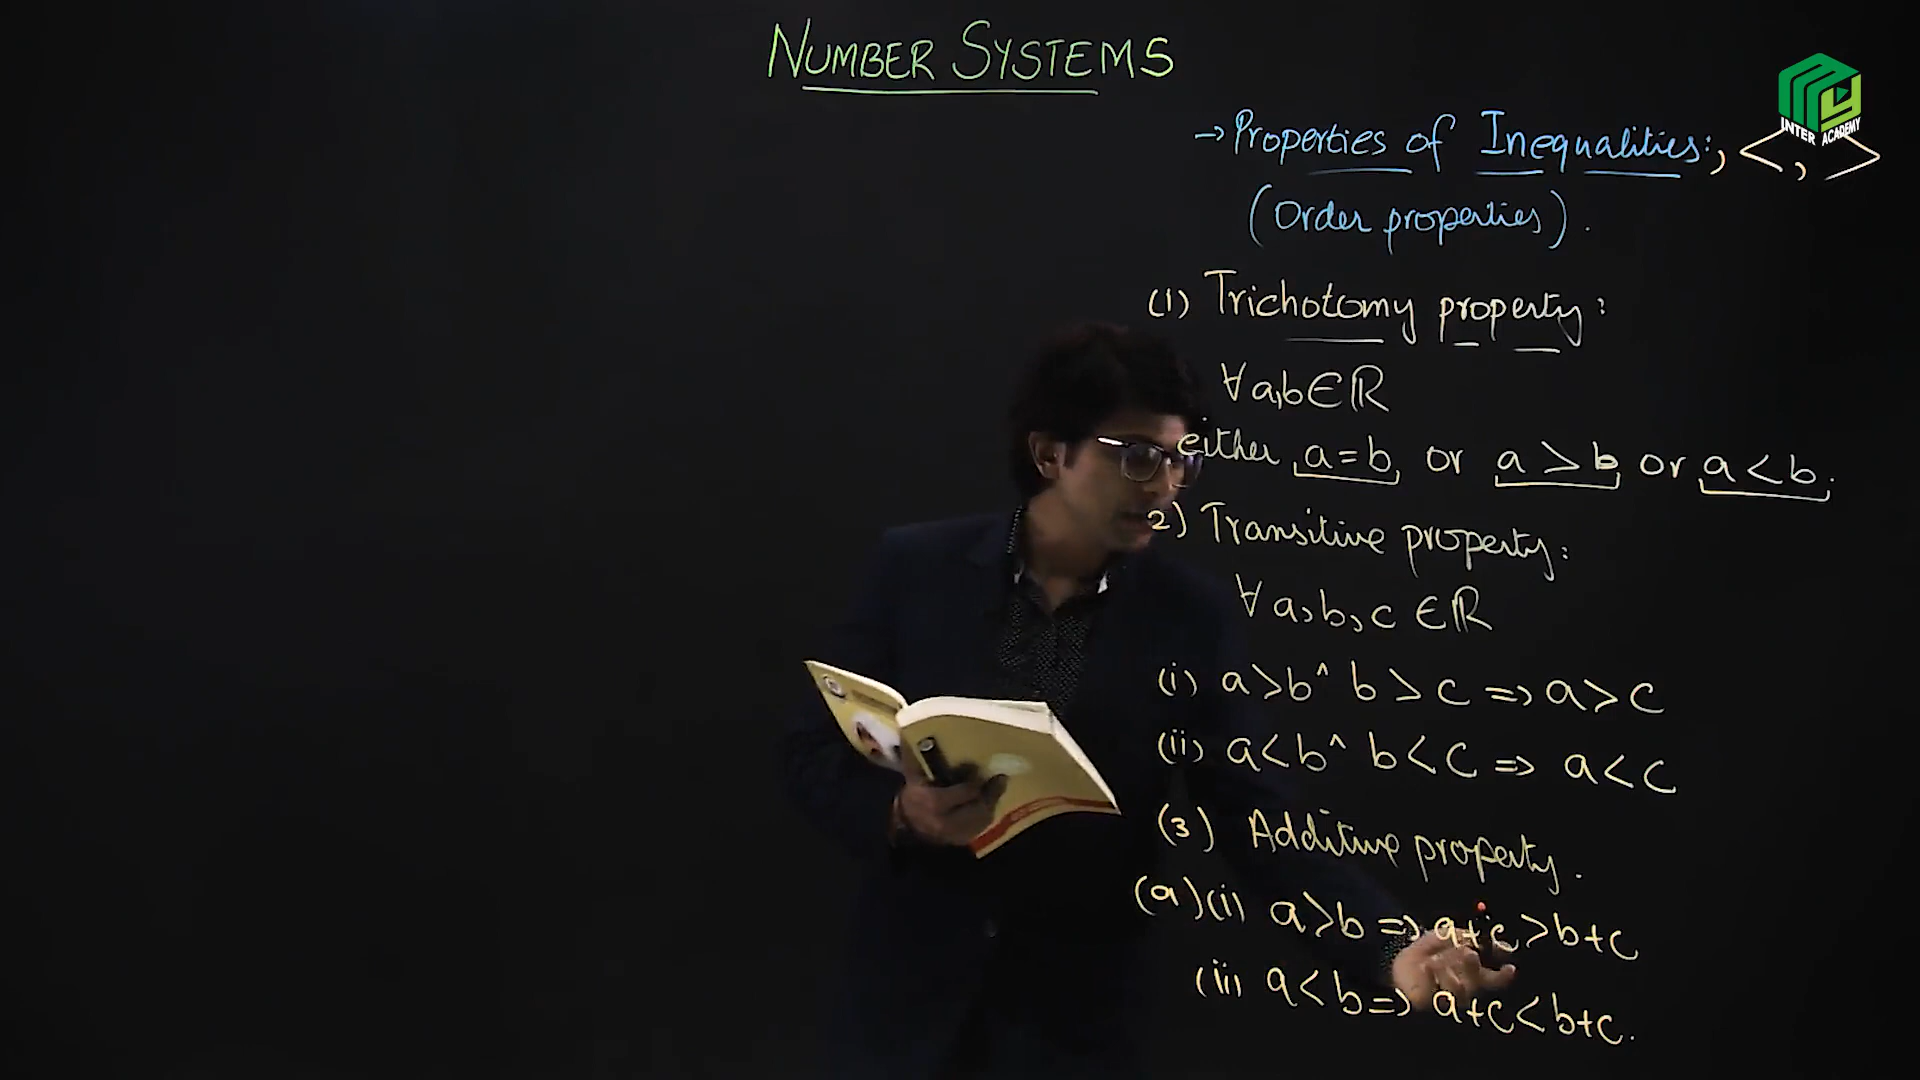 NUMBER SYSTEMS
INTER ACADEMY
→ Properties of Inequalities:, <, >
(Order properties).
(1) Trichotomy property:
∀ a,b ∈ ℝ
either a = b or a > b or a < b.
2) Transitive property:
∀ a, b, c ∈ ℝ
(i) a > b ^ b > c ⇒ a > c
(ii) a < b ^ b < c ⇒ a < c
(3) Additive property.
(a) (i) a > b ⇒ a+c > b+c
(ii) a < b ⇒ a+c < b+c.